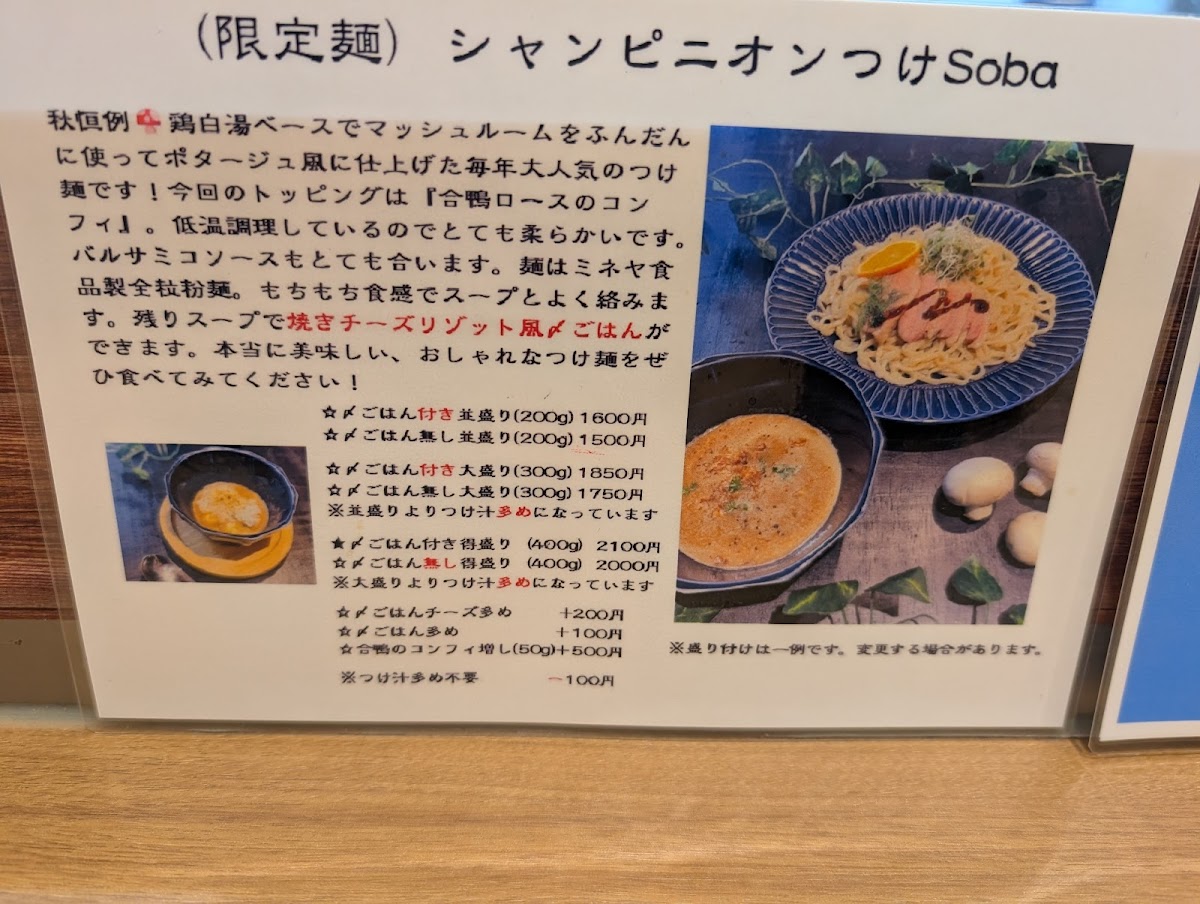 (限定麺) シャンピニオンつけSoba
秋恒例🍄鶏白湯ベースでマッシュルームをふんだん
に使ってポタージュ風に仕上げた毎年大人気のつけ
麺です！今回のトッピングは『合鴨ロースのコン
フィ』。低温調理しているのでとても柔らかいです。
バルサミコソースもとても合います。麺はミネヤ食
品製全粒粉麺。もちもち食感でスープとよく絡みま
す。残りスープで焼きチーズリゾット風〆ごはんが
できます。本当に美味しい、おしゃれなつけ麺をぜ
ひ食べてみてください！
☆〆ごはん付き並盛り(200g) 1600円
☆〆ごはん無し並盛り(200g) 1500円
☆〆ごはん付き大盛り(300g) 1850円
☆〆ごはん無し大盛り(300g) 1750円
※並盛りよりつけ汁多めになっています
★〆ごはん付き得盛り (400g) 2100円
☆〆ごはん無し得盛り (400g) 2000円
※大盛りよりつけ汁多めになっています
☆〆ごはんチーズ多め +200円
☆〆ごはん多め +100円
☆合鴨のコンフィ増し(50g)+500円
※つけ汁多め不要 －100円
※盛り付けは一例です。変更する場合があります。